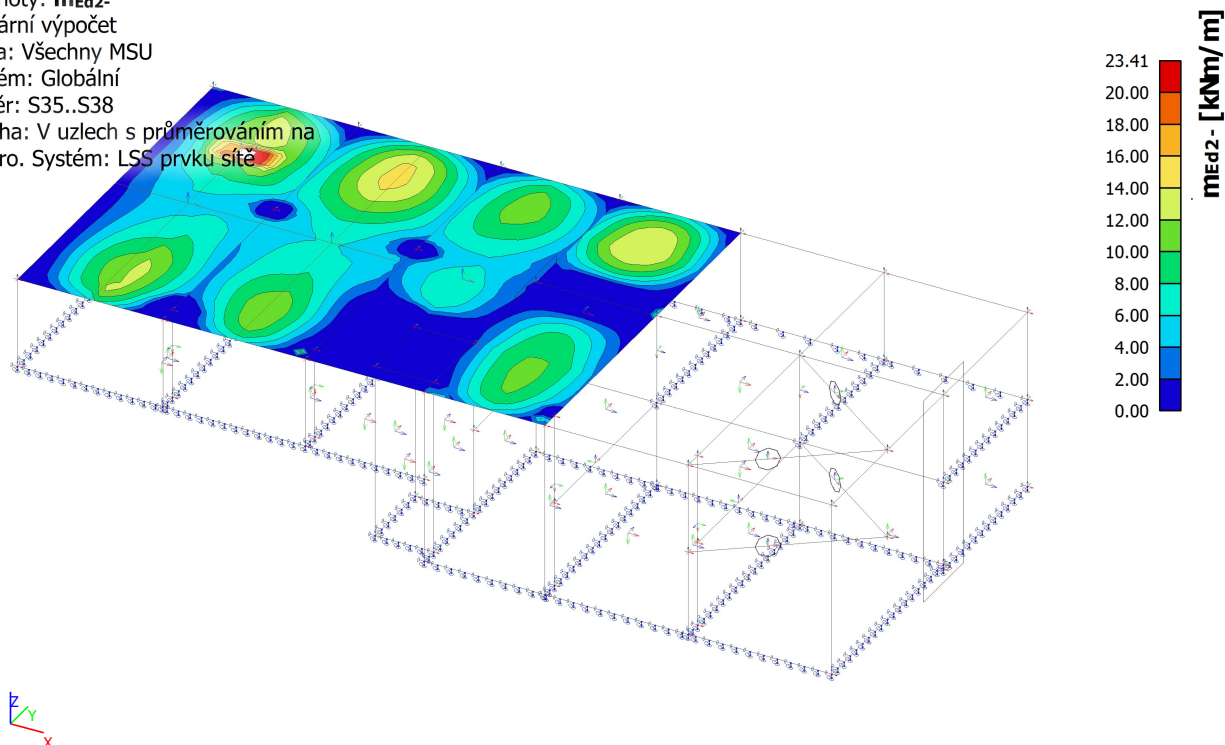 noty: mEd2-
ární výpočet
a: Všechny MSU
ém: Globální
ěr: S35..S38
ha: V uzlech s průměrováním na
ro. Systém: LSS prvku sítě
mEd2- [kNm/m]
23.41
20.00
18.00
16.00
14.00
12.00
10.00
8.00
6.00
4.00
2.00
0.00
Z
Y
X